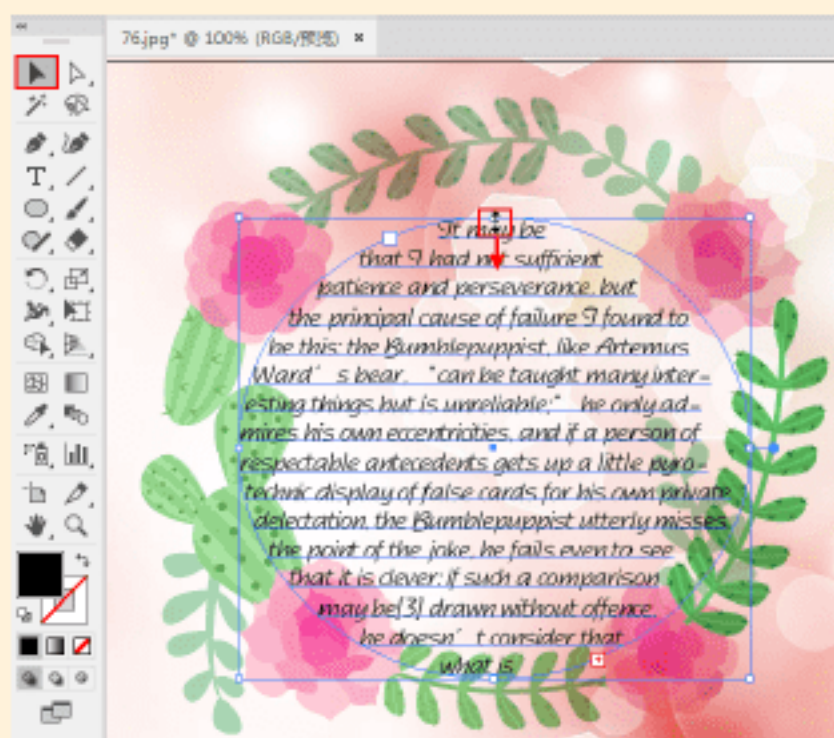 76.jpg* @ 100% (RGB/预览) ×
It may be
that I had not sufficient
patience and perseverance, but
the principal cause of failure I found to
be this: the Bumblepuppist, like Artemus
Ward’ s bear, “can be taught many inter-
esting things but is unreliable;” he only ad-
mires his own eccentricities, and if a person of
respectable antecedents gets up a little pyro-
technic display of false cards for his own private
delectation, the Bumblepuppist utterly misses
the point of the joke, he fails even to see
that it is clever; if such a comparison
may be[3] drawn without offence,
he doesn’ t consider that
what is